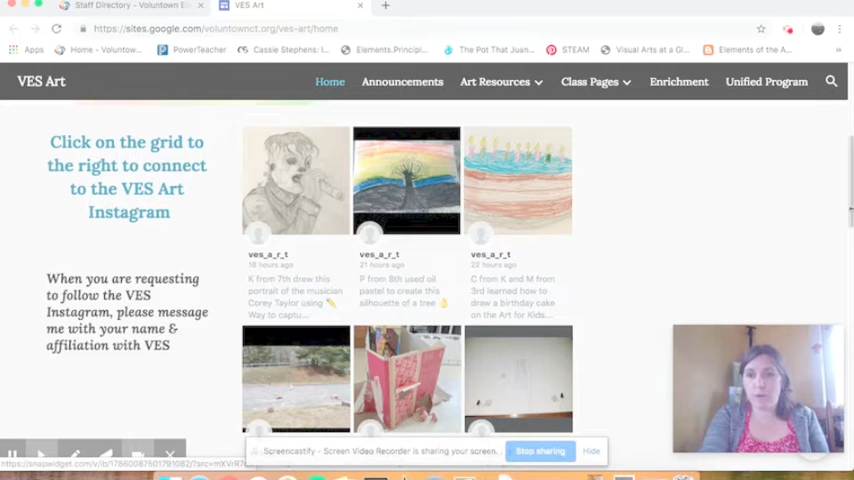 Staff Directory - Voluntown El
VES Art
https://sites.google.com/voluntownct.org/ves-art/home
Apps
Home - Voluntow...
PowerTeacher
Cassie Stephens: I...
Elements.Princip...
The Pot That Juan...
STEAM
Visual Arts at a Gl...
Elements of the A...
VES Art
Home
Announcements
Art Resources
Class Pages
Enrichment
Unified Program
Click on the grid to
the right to connect
to the VES Art
Instagram
When you are requesting
to follow the VES
Instagram, please message
me with your name &
affiliation with VES
ves_a_r_t
18 hours ago
K from 7th drew this
portrait of the musician
Corey Taylor using ✏️
Way to captu...
ves_a_r_t
21 hours ago
P from 8th used oil
pastel to create this
silhouette of a tree 👌
ves_a_r_t
22 hours ago
C from K and M from
3rd learned how to
draw a birthday cake
on the Art for Kids...
Screencastify - Screen Video Recorder is sharing your screen.
Stop sharing
Hide